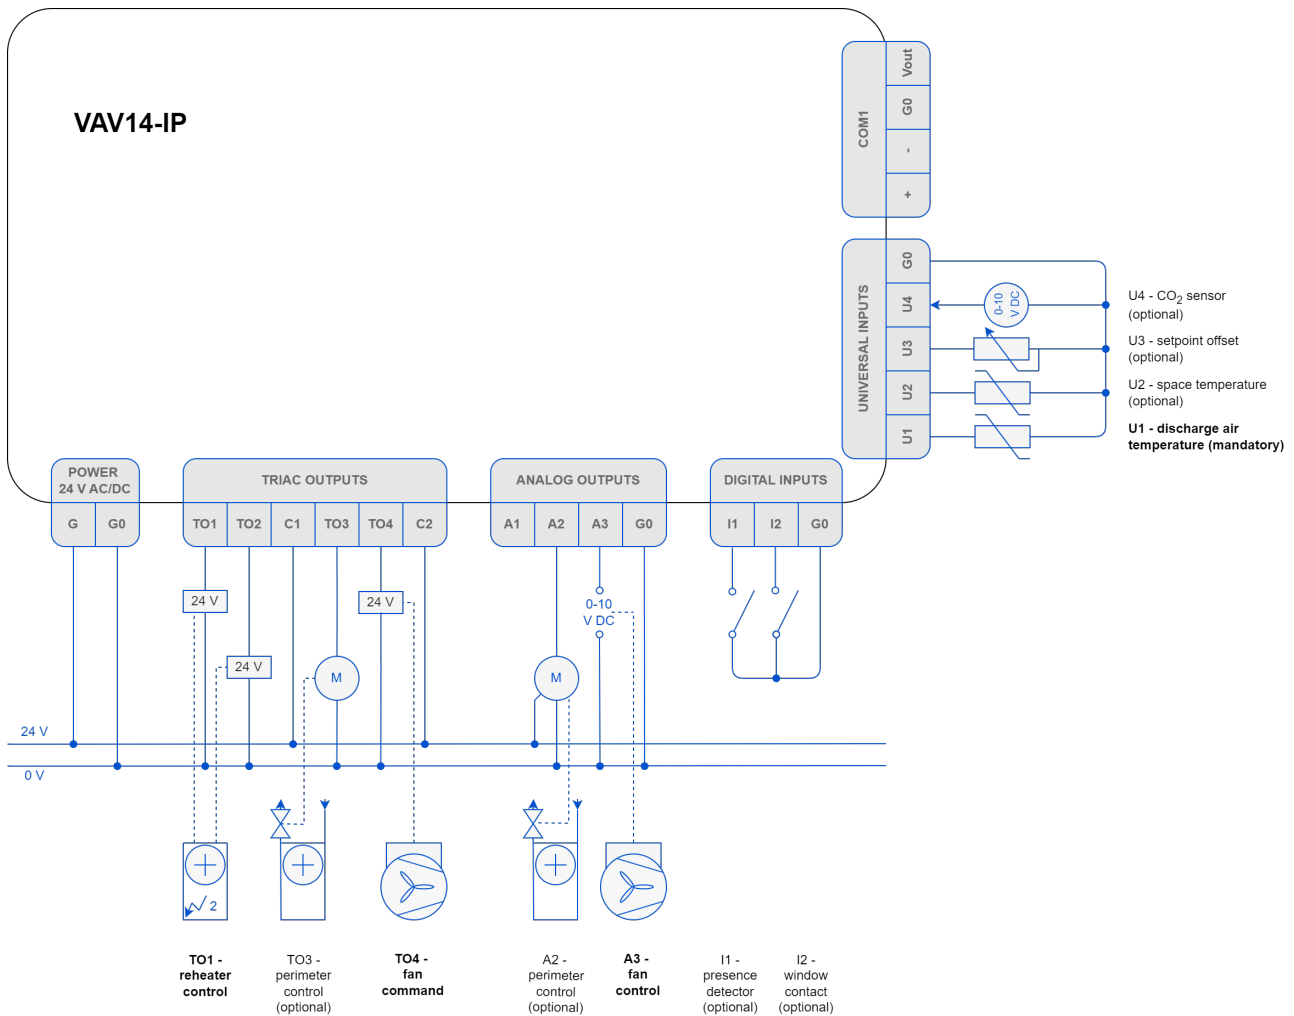 VAV14-IP
COM1
Vout
G0
-
+
UNIVERSAL INPUTS
G0
U4
U3
U2
U1
0-10
V DC
U4 - CO2 sensor
(optional)
U3 - setpoint offset
(optional)
U2 - space temperature
(optional)
U1 - discharge air
temperature (mandatory)
POWER
24 V AC/DC
G G0
TRIAC OUTPUTS
TO1 TO2 C1 TO3 TO4 C2
ANALOG OUTPUTS
A1 A2 A3 G0
DIGITAL INPUTS
I1 I2 G0
24 V
24 V
0-10
V DC
24 V
M
M
24 V
0 V
2
TO1 -
reheater
control
TO3 -
perimeter
control
(optional)
TO4 -
fan
command
A2 -
perimeter
control
(optional)
A3 -
fan
control
I1 -
presence
detector
(optional)
I2 -
window
contact
(optional)